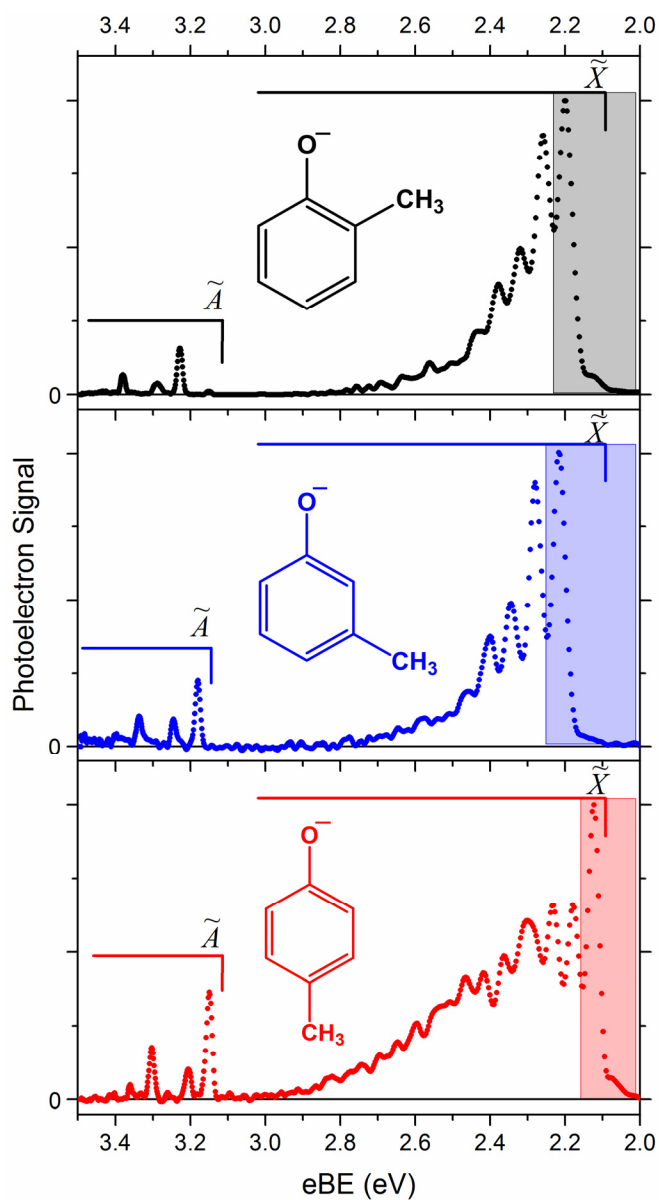 3.4 3.2 3.0 2.8 2.6 2.4 2.2 2.0
X̃
O⁻
CH₃
Ã
0
X̃
O⁻
CH₃
Ã
0
X̃
O⁻
CH₃
Ã
0
Photoelectron Signal
3.4 3.2 3.0 2.8 2.6 2.4 2.2 2.0
eBE (eV)